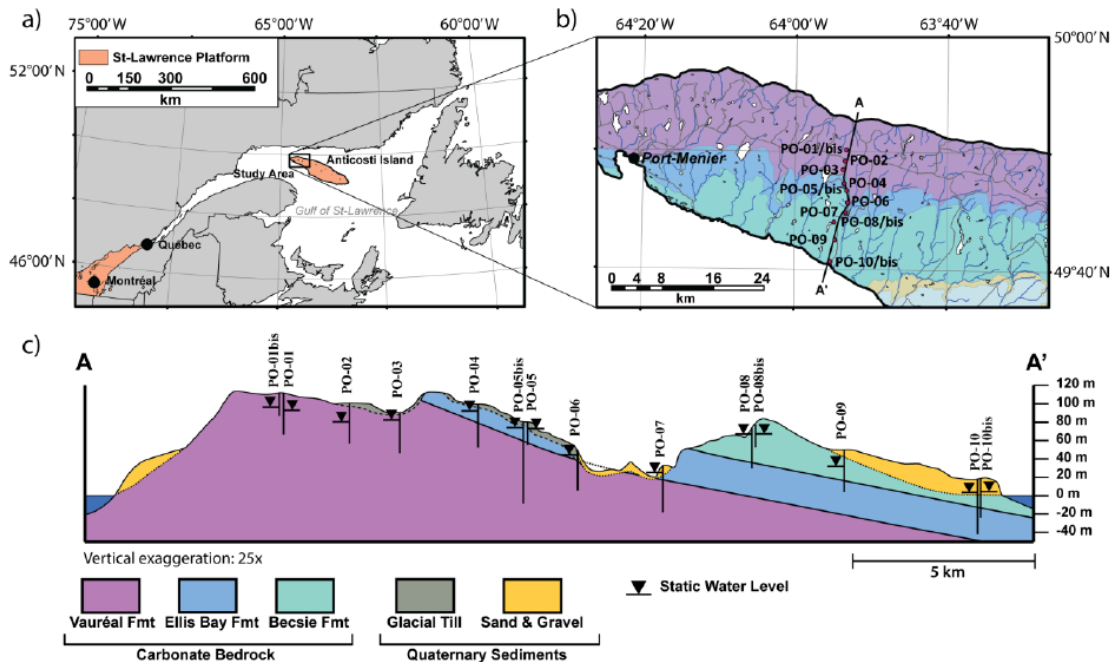 a)
75°00' W
65°00' W
60°00' W
52°00' N
46°00' N
St-Lawrence Platform
0 150 300 600
km
Anticosti Island
Study Area
Gulf of St-Lawrence
Québec
Montréal
b)
64°20' W
64°00' W
63°40' W
50°00' N
49°40' N
A
Port-Menier
PO-01/bis
PO-02
PO-03
PO-04
PO-05/bis
PO-06
PO-07
PO-08/bis
PO-09
PO-10/bis
A'
0 4 8 16 24
km
c)
A
A'
PO-01bis
PO-01
PO-02
PO-03
PO-04
PO-05bis
PO-05
PO-06
PO-07
PO-08
PO-08bis
PO-09
PO-10
PO-10bis
120 m
100 m
80 m
60 m
40 m
20 m
0 m
-20 m
-40 m
Vertical exaggeration: 25x
5 km
Vauréal Fmt
Ellis Bay Fmt
Becsie Fmt
Glacial Till
Sand & Gravel
Static Water Level
Carbonate Bedrock
Quaternary Sediments